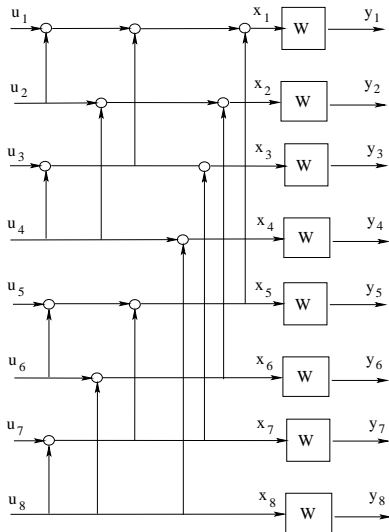 u1 x1 W y1
u2 x2 W y2
u3 x3 W y3
u4 x4 W y4
u5 x5 W y5
u6 x6 W y6
u7 x7 W y7
u8 x8 W y8